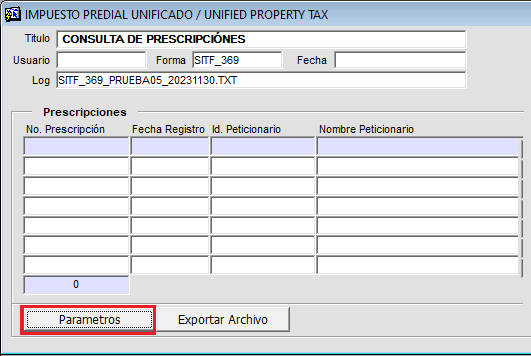 IMPUESTO PREDIAL UNIFICADO / UNIFIED PROPERTY TAX
Titulo CONSULTA DE PRESCRIPCIÓNES
Usuario Forma SITF_369 Fecha
Log SITF_369_PRUEBA05_20231130.TXT
Prescripciones
No. Prescripción Fecha Registro Id. Peticionario Nombre Peticionario
0
Parametros Exportar Archivo